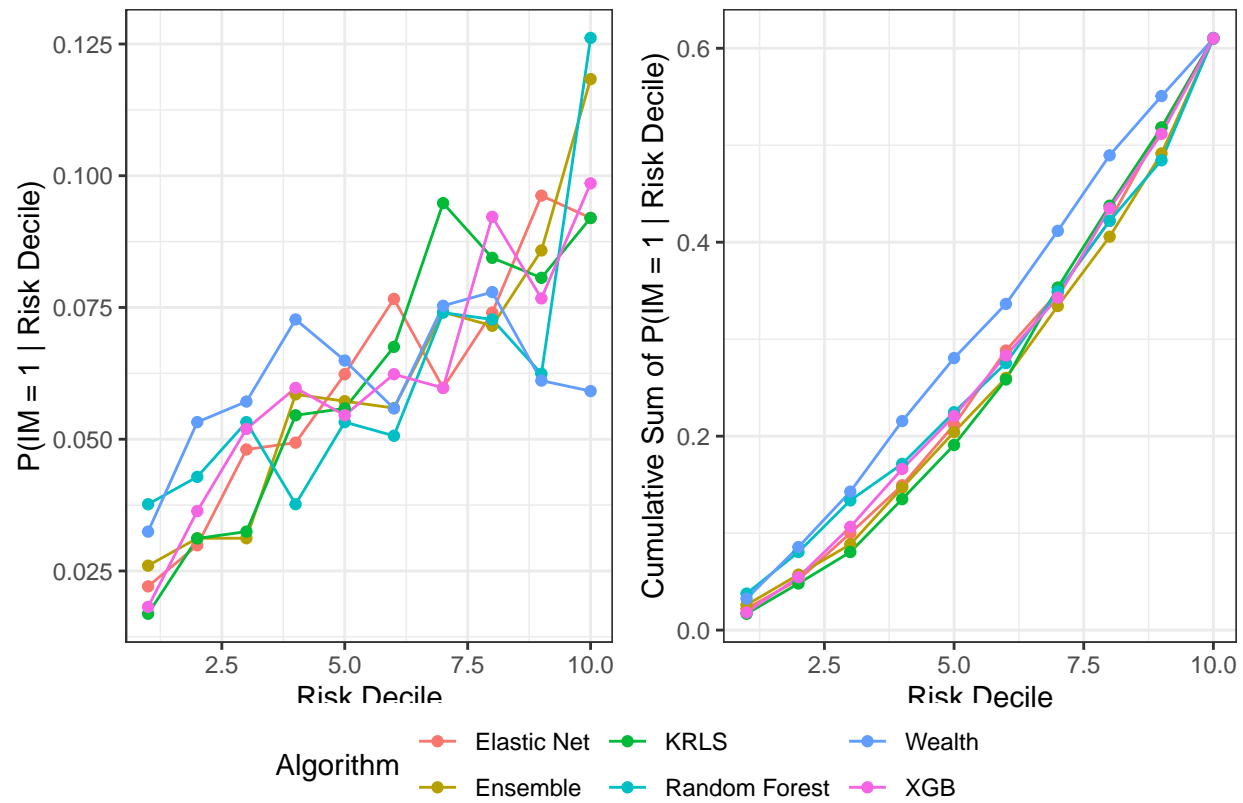 P(IM = 1 | Risk Decile)
0.125
0.100
0.075
0.050
0.025
2.5 5.0 7.5 10.0
Risk Decile
Cumulative Sum of P(IM = 1 | Risk Decile)
0.6
0.4
0.2
0.0
2.5 5.0 7.5 10.0
Risk Decile
Algorithm
Elastic Net KRLS Wealth
Ensemble Random Forest XGB